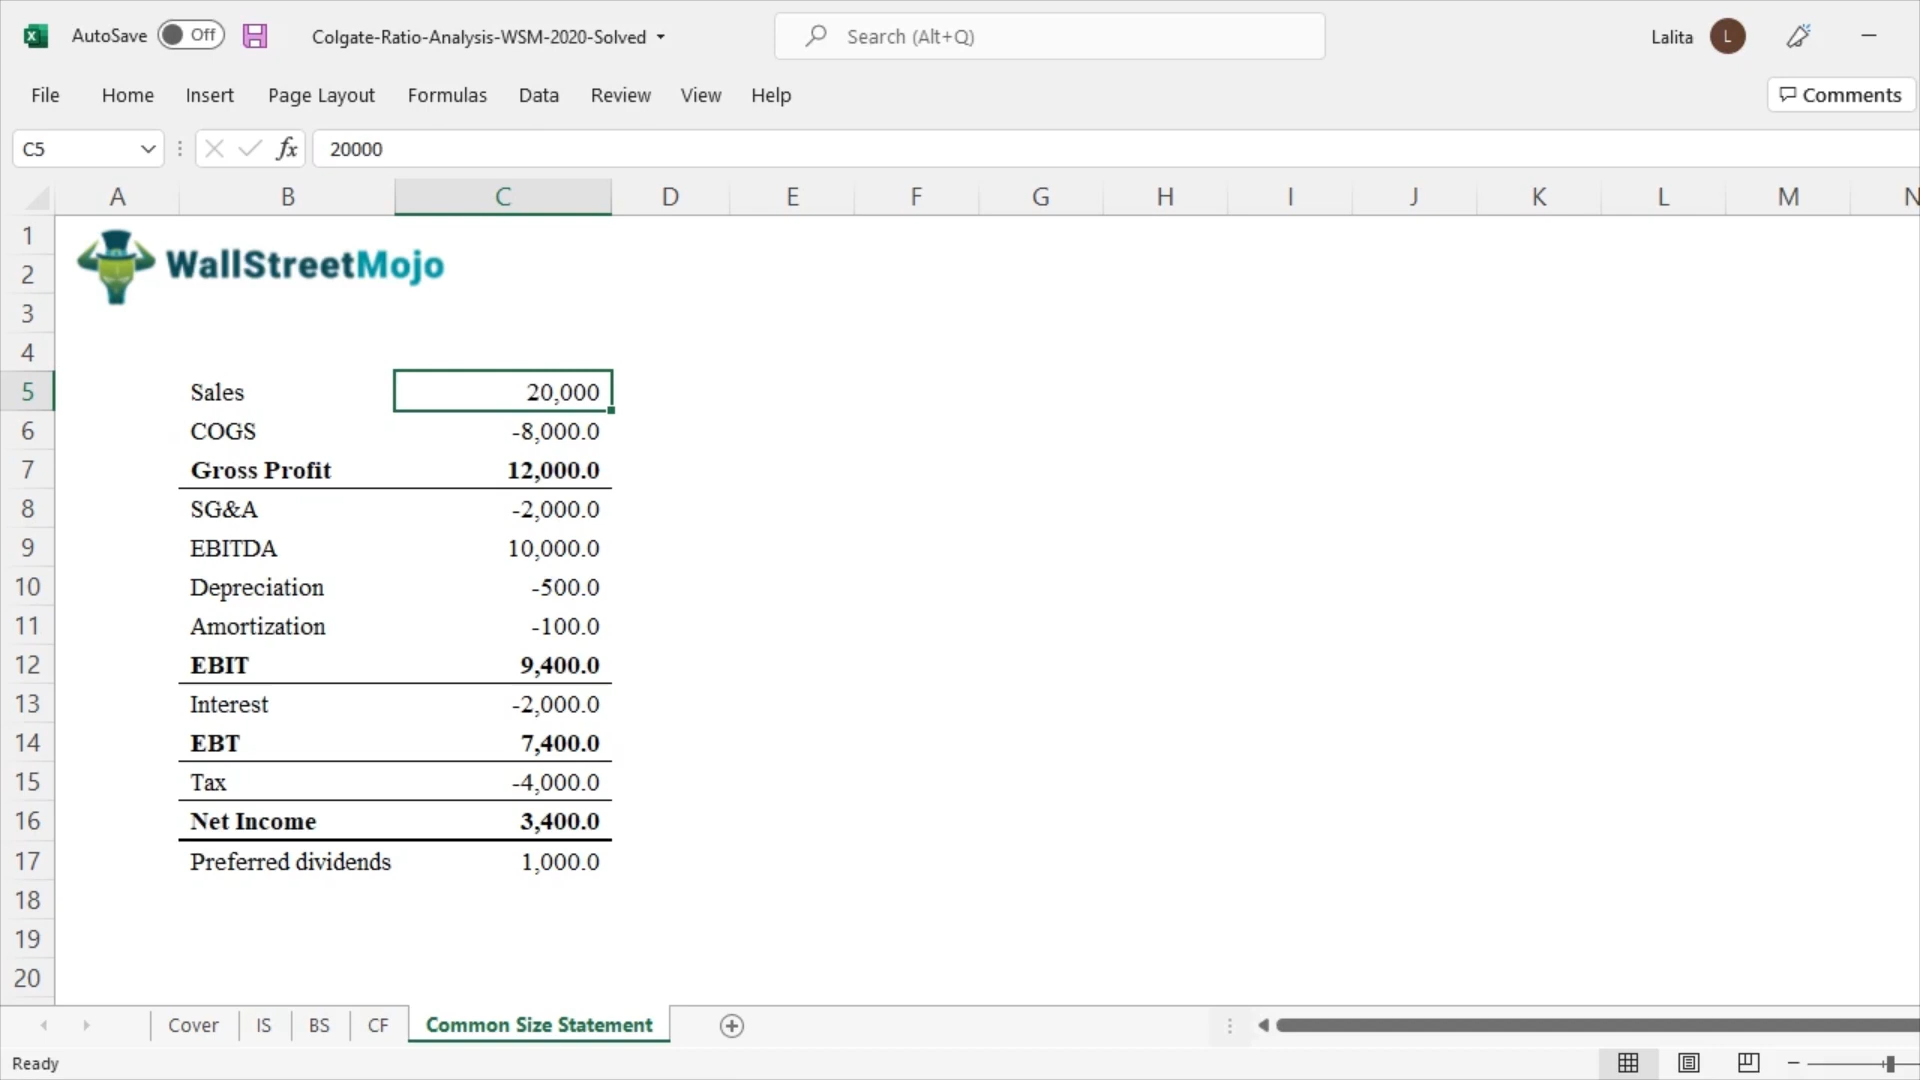 AutoSave Off Colgate-Ratio-Analysis-WSM-2020-Solved Search (Alt+Q) Lalita L
File Home Insert Page Layout Formulas Data Review View Help Comments
C5 fx 20000
A B C D E F G H I J K L M N
1
WallStreetMojo
2
3
4
5 Sales 20,000
6 COGS -8,000.0
7 Gross Profit 12,000.0
8 SG&A -2,000.0
9 EBITDA 10,000.0
10 Depreciation -500.0
11 Amortization -100.0
12 EBIT 9,400.0
13 Interest -2,000.0
14 EBT 7,400.0
15 Tax -4,000.0
16 Net Income 3,400.0
17 Preferred dividends 1,000.0
18
19
20
Cover IS BS CF Common Size Statement
Ready